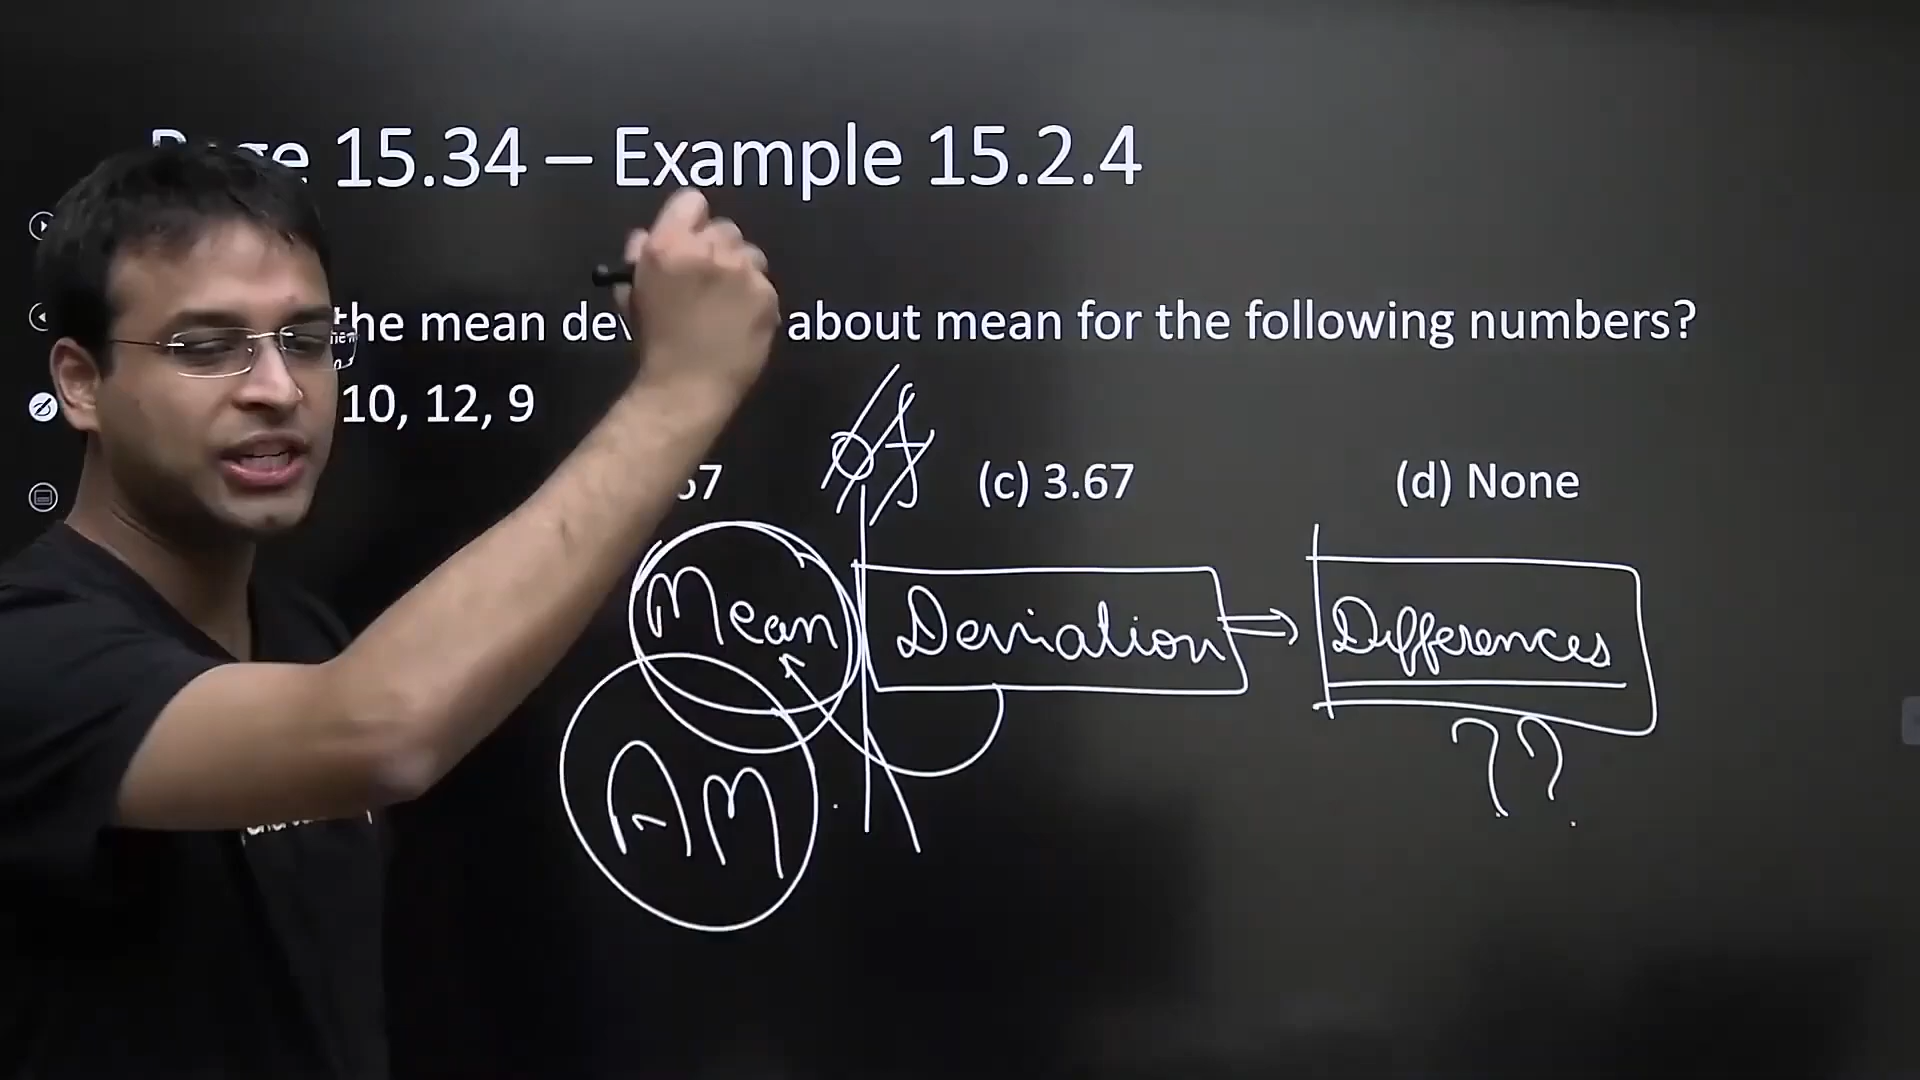 15.34 – Example 15.2.4
the mean about mean for the following numbers?
10, 12, 9
(c) 3.67 (d) None
of
Mean Deviation ⇒ Differences
AM ??